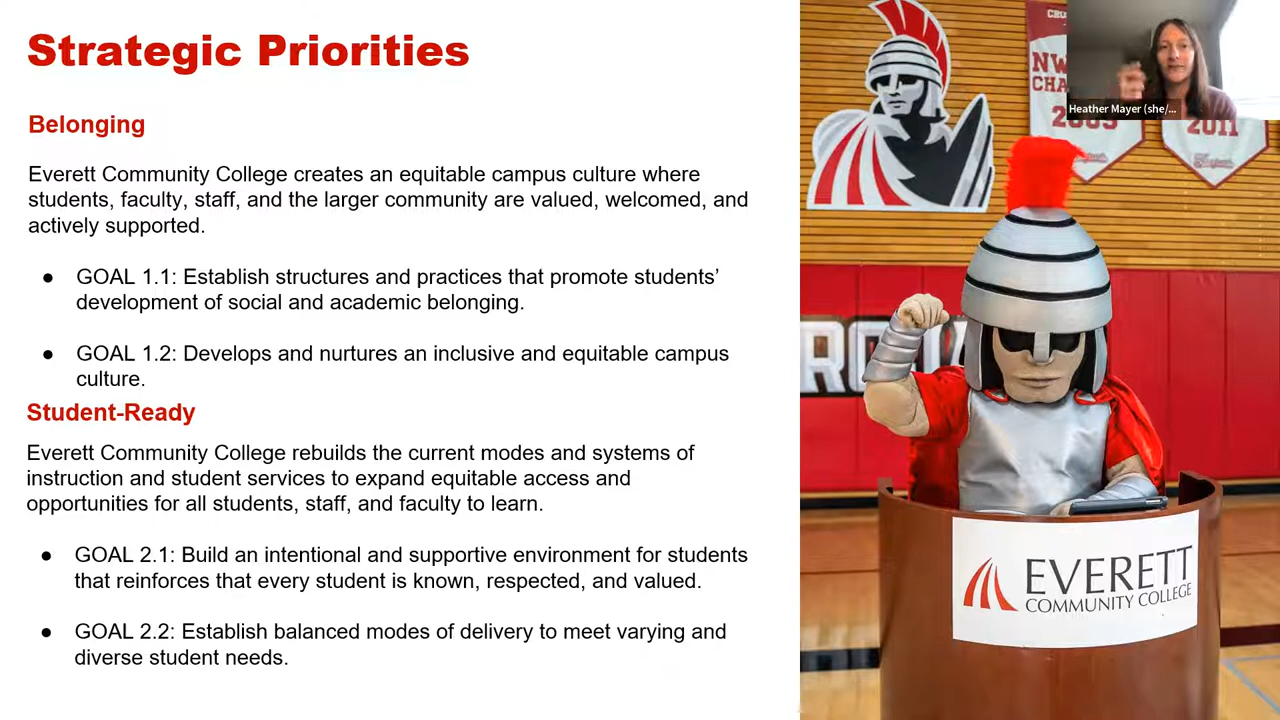 Strategic Priorities
Belonging
Everett Community College creates an equitable campus culture where
students, faculty, staff, and the larger community are valued, welcomed, and
actively supported.
● GOAL 1.1: Establish structures and practices that promote students’
development of social and academic belonging.
● GOAL 1.2: Develops and nurtures an inclusive and equitable campus
culture.
Student-Ready
Everett Community College rebuilds the current modes and systems of
instruction and student services to expand equitable access and
opportunities for all students, staff, and faculty to learn.
● GOAL 2.1: Build an intentional and supportive environment for students
that reinforces that every student is known, respected, and valued.
● GOAL 2.2: Establish balanced modes of delivery to meet varying and
diverse student needs.
Heather Mayer (she/...
2011
EVERETT
COMMUNITY COLLEGE